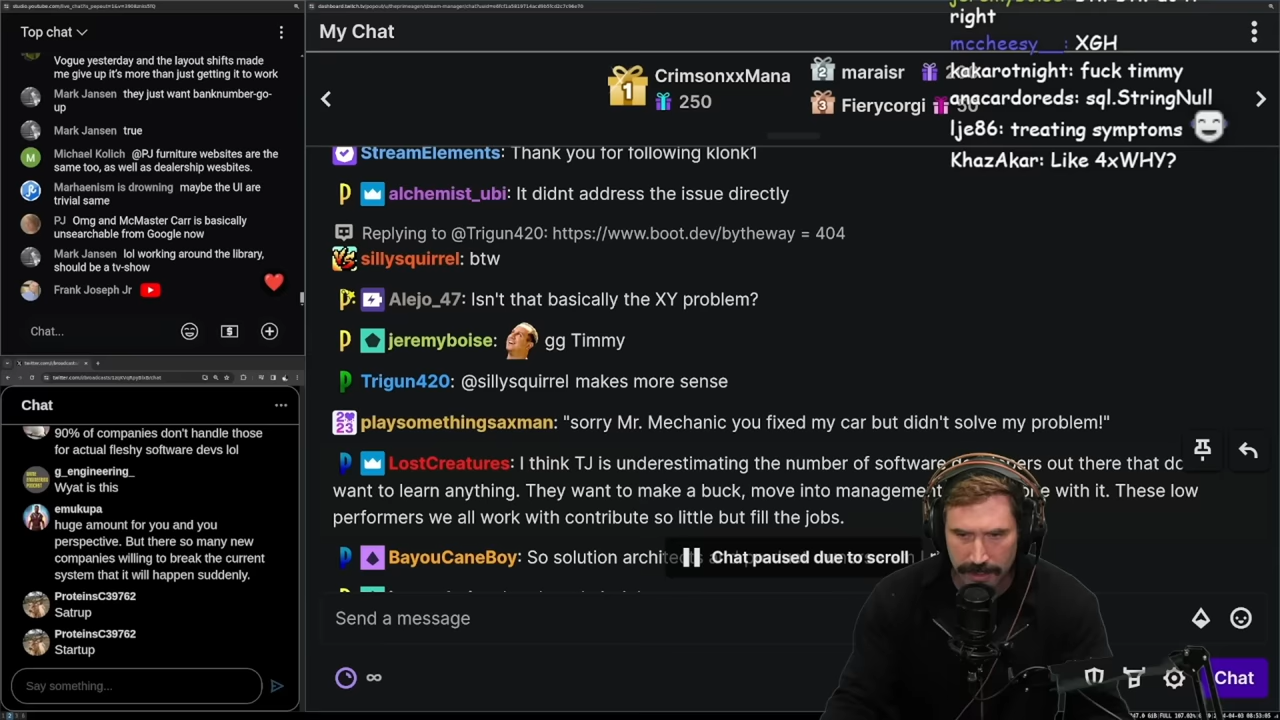 Top chat
Vogue yesterday and the layout shifts made
me give up it's more than just getting it to work
Mark Jansen they just want banknumber-go-
up
Mark Jansen true
Michael Kolich @PJ furniture websites are the
same too, as well as dealership wesbites.
Marhaenism is drowning maybe the UI are
trivial same
PJ Omg and McMaster Carr is basically
unsearchable from Google now
Mark Jansen lol working around the library,
should be a tv-show
Frank Joseph Jr
Chat...
Chat
90% of companies don't handle those
for actual fleshy software devs lol
g_engineering_
Wyat is this
emukupa
huge amount for you and you
perspective. But there so many new
companies willing to break the current
system that it will happen suddenly.
ProteinsC39762
Satrup
ProteinsC39762
Startup
Say something...
My Chat
1 CrimsonxxMana
250
2 maraisr
3 Fierycorgi 50
StreamElements: Thank you for following klonk1
alchemist_ubi: It didnt address the issue directly
Replying to @Trigun420: https://www.boot.dev/bytheway = 404
sillysquirrel: btw
Alejo_47: Isn't that basically the XY problem?
jeremyboise: gg Timmy
Trigun420: @sillysquirrel makes more sense
playsomethingsaxman: "sorry Mr. Mechanic you fixed my car but didn't solve my problem!"
LostCreatures: I think TJ is underestimating the number of software out there that
want to learn anything. They want to make a buck, move into management with it. These low
performers we all work with contribute so little but fill the jobs.
BayouCaneBoy: So solution
Chat paused due to scroll
Send a message
Chat
right
mccheesy__: XGH
kakarotnight: fuck timmy
anacardoreds: sql.StringNull
lje86: treating symptoms
KhazAkar: Like 4xWHY?